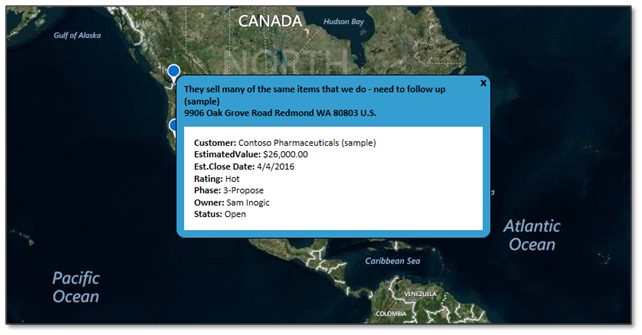 CANADA
Hudson Bay
Gulf of Alaska
NORTH
They sell many of the same items that we do - need to follow up
(sample)
9906 Oak Grove Road Redmond WA 80803 U.S.
x
Customer: Contoso Pharmaceuticals (sample)
EstimatedValue: $26,000.00
Est.Close Date: 4/4/2016
Rating: Hot
Phase: 3-Propose
Owner: Sam Inogic
Status: Open
Atlantic
Ocean
Caribbean Sea
Pacific
Ocean
VENEZUELA
COLOMBIA